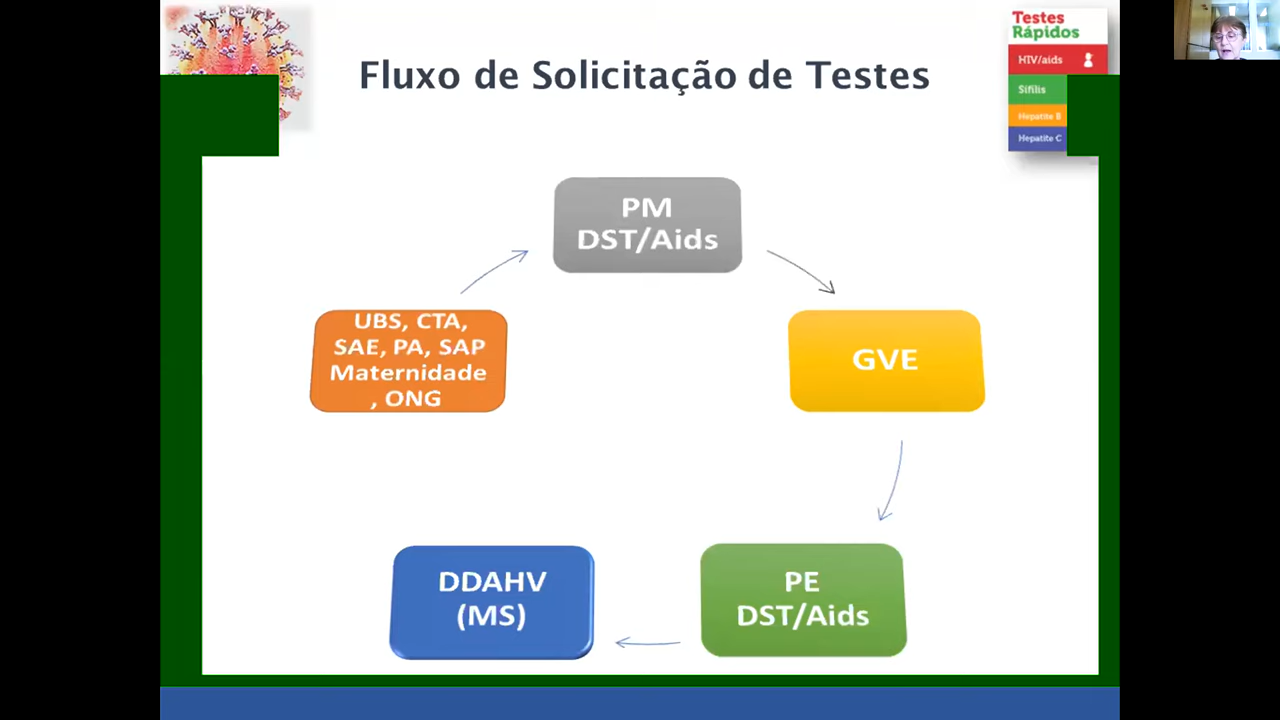 Fluxo de Solicitação de Testes
Testes
Rápidos
HIV/aids
Sífilis
Hepatite B
Hepatite C
PM
DST/Aids
UBS, CTA,
SAE, PA, SAP
Maternidade
, ONG
GVE
DDAHV
(MS)
PE
DST/Aids